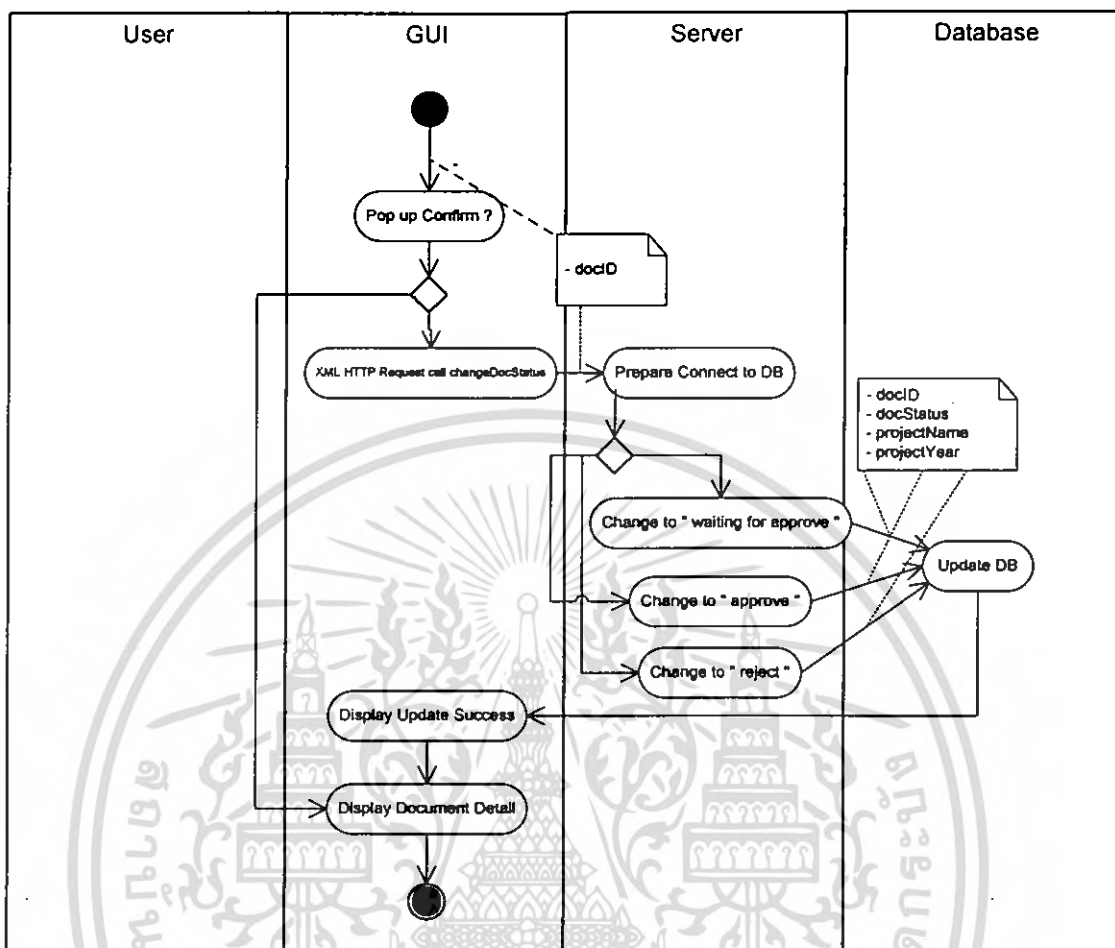 User
GUI
Server
Database
Pop up Confirm ?
- docID
XML HTTP Request call changeDocStatus
Prepare Connect to DB
- docID
- docStatus
- projectName
- projectYear
Change to " waiting for approve "
Update DB
Change to " approve "
Change to " reject "
Display Update Success
Display Document Detail